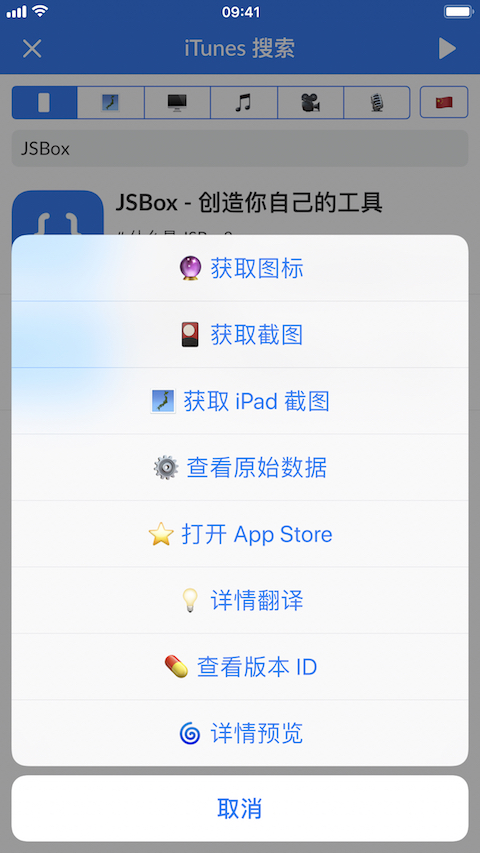 09:41
iTunes 搜索
JSBox
JSBox - 创造你自己的工具
🔮 获取图标
🎴 获取截图
🗾 获取 iPad 截图
⚙️ 查看原始数据
⭐ 打开 App Store
💡 详情翻译
💊 查看版本 ID
🌀 详情预览
取消